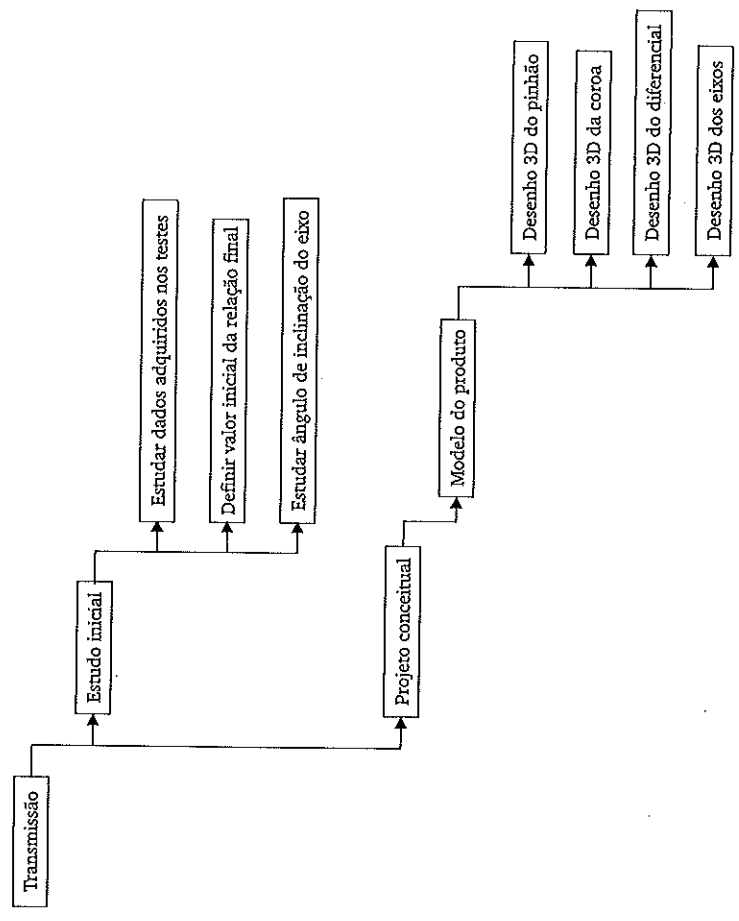 Transmissão
Estudo inicial
Estudar dados adquiridos nos testes
Definir valor inicial da relação final
Estudar ângulo de inclinação do eixo
Projeto conceitual
Modelo do produto
Desenho 3D do pinhão
Desenho 3D da coroa
Desenho 3D do diferencial
Desenho 3D dos eixos